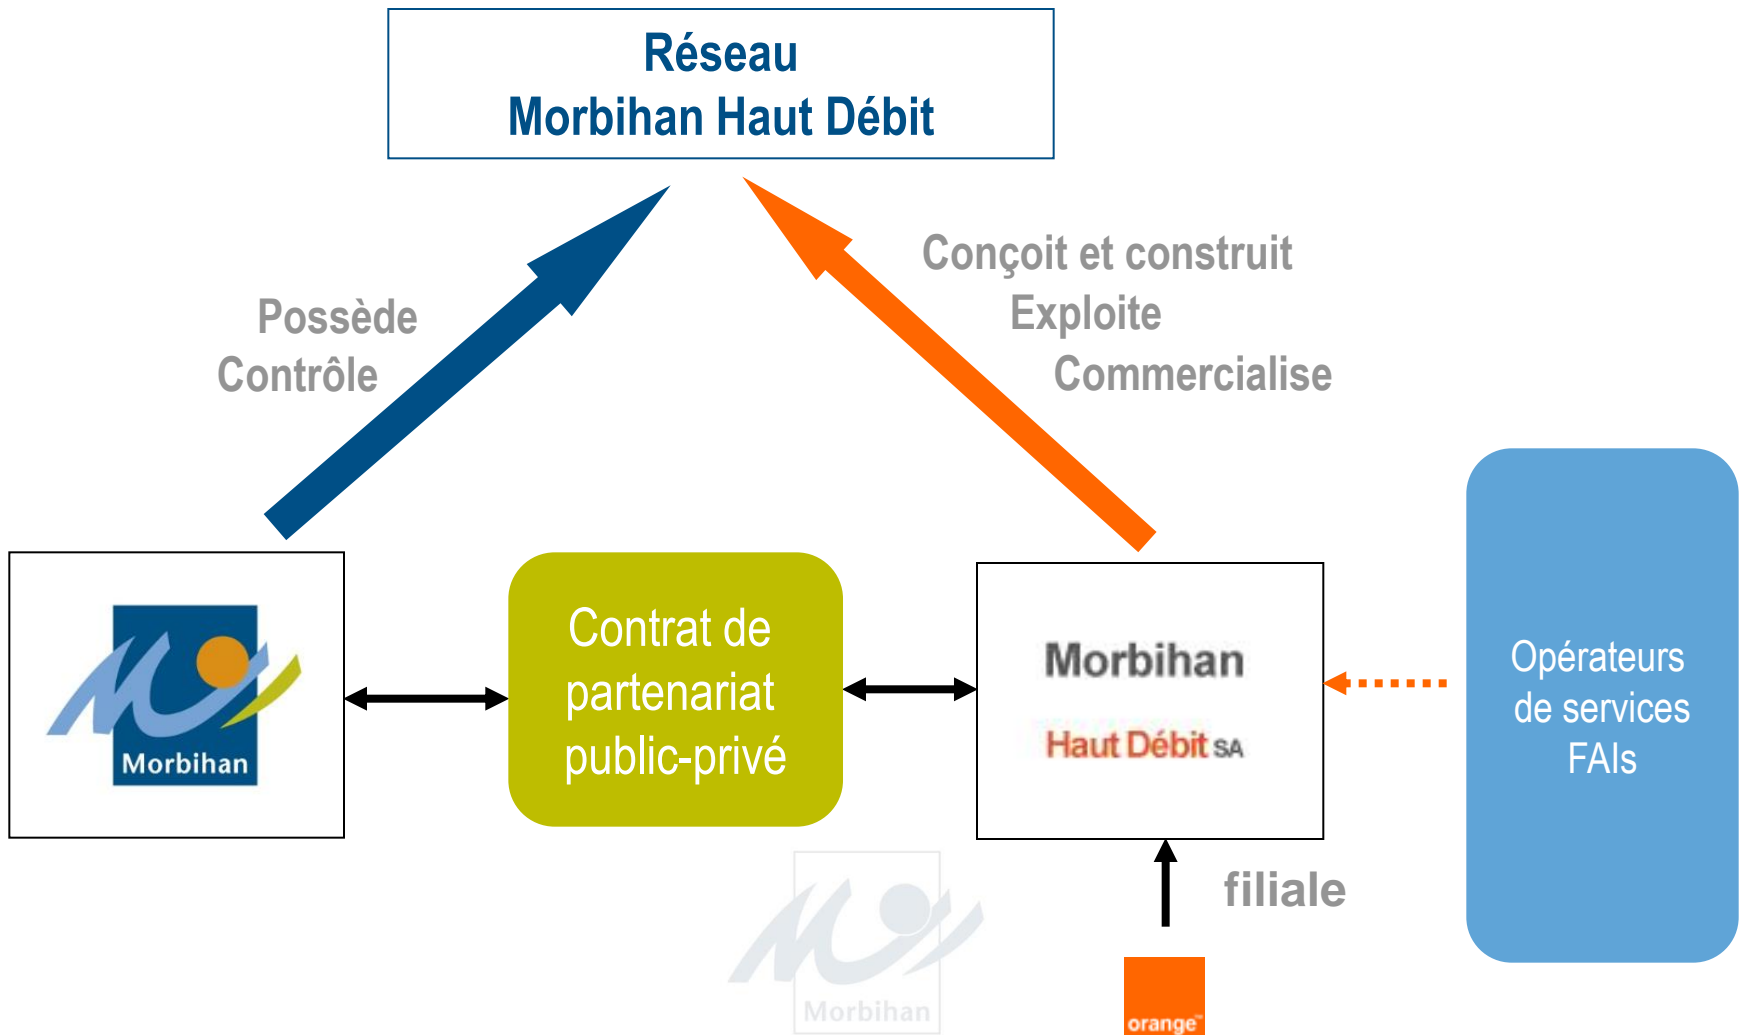 Réseau
Morbihan Haut Débit
Possède
Contrôle
Conçoit et construit
Exploite
Commercialise
Morbihan
Contrat de
partenariat
public-privé
Morbihan
Haut Débit SA
Opérateurs
de services
FAIs
filiale
orange™
Morbihan